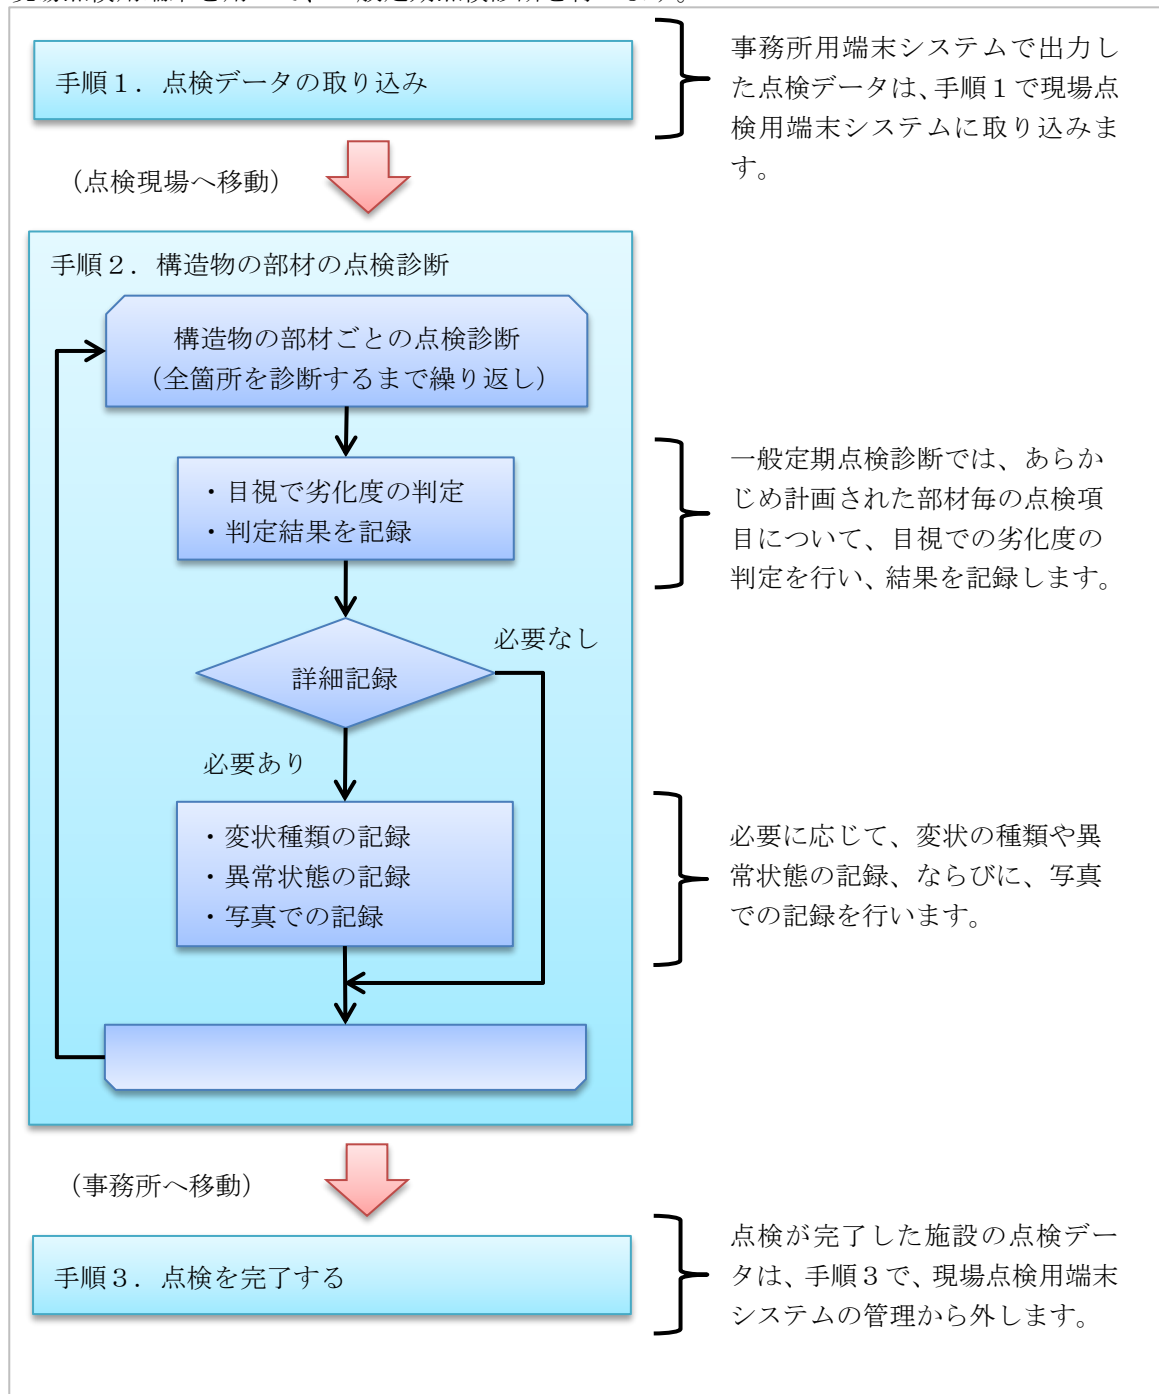 手順１．点検データの取り込み
事務所用端末システムで出力し
た点検データは、手順１で現場点
検用端末システムに取り込みま
す。
（点検現場へ移動）
手順２．構造物の部材の点検診断
構造物の部材ごとの点検診断
（全箇所を診断するまで繰り返し）
・目視で劣化度の判定
・判定結果を記録
一般定期点検診断では、あらか
じめ計画された部材毎の点検項
目について、目視での劣化度の
判定を行い、結果を記録します。
必要なし
詳細記録
必要あり
・変状種類の記録
・異常状態の記録
・写真での記録
必要に応じて、変状の種類や異
常状態の記録、ならびに、写真
での記録を行います。
（事務所へ移動）
手順３．点検を完了する
点検が完了した施設の点検デー
タは、手順３で、現場点検用端末
システムの管理から外します。